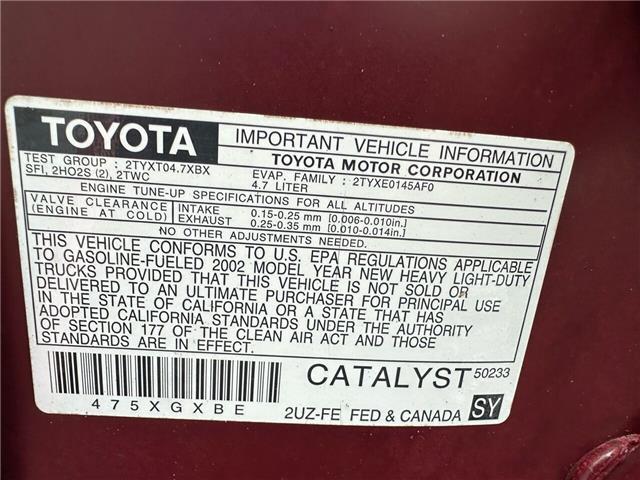 TOYOTA
IMPORTANT VEHICLE INFORMATION
TOYOTA MOTOR CORPORATION
TEST GROUP : 2TYXT04.7XBX
EVAP. FAMILY : 2TYXE0145AF0
SFI, 2HO2S (2), 2TWC
4.7 LITER
ENGINE TUNE-UP SPECIFICATIONS FOR ALL ALTITUDES
VALVE CLEARANCE INTAKE 0.15-0.25 mm [0.006-0.010in.]
(ENGINE AT COLD) EXHAUST 0.25-0.35 mm [0.010-0.014in.]
NO OTHER ADJUSTMENTS NEEDED.
THIS VEHICLE CONFORMS TO U.S. EPA REGULATIONS APPLICABLE
TO GASOLINE-FUELED 2002 MODEL YEAR NEW HEAVY LIGHT-DUTY
TRUCKS PROVIDED THAT THIS VEHICLE IS NOT SOLD OR
DELIVERED TO AN ULTIMATE PURCHASER FOR PRINCIPAL USE
IN THE STATE OF CALIFORNIA OR A STATE THAT HAS
ADOPTED CALIFORNIA STANDARDS UNDER THE AUTHORITY
OF SECTION 177 OF THE CLEAN AIR ACT AND THOSE
STANDARDS ARE IN EFFECT.
CATALYST 50233
475XGXBE
2UZ-FE FED & CANADA SY